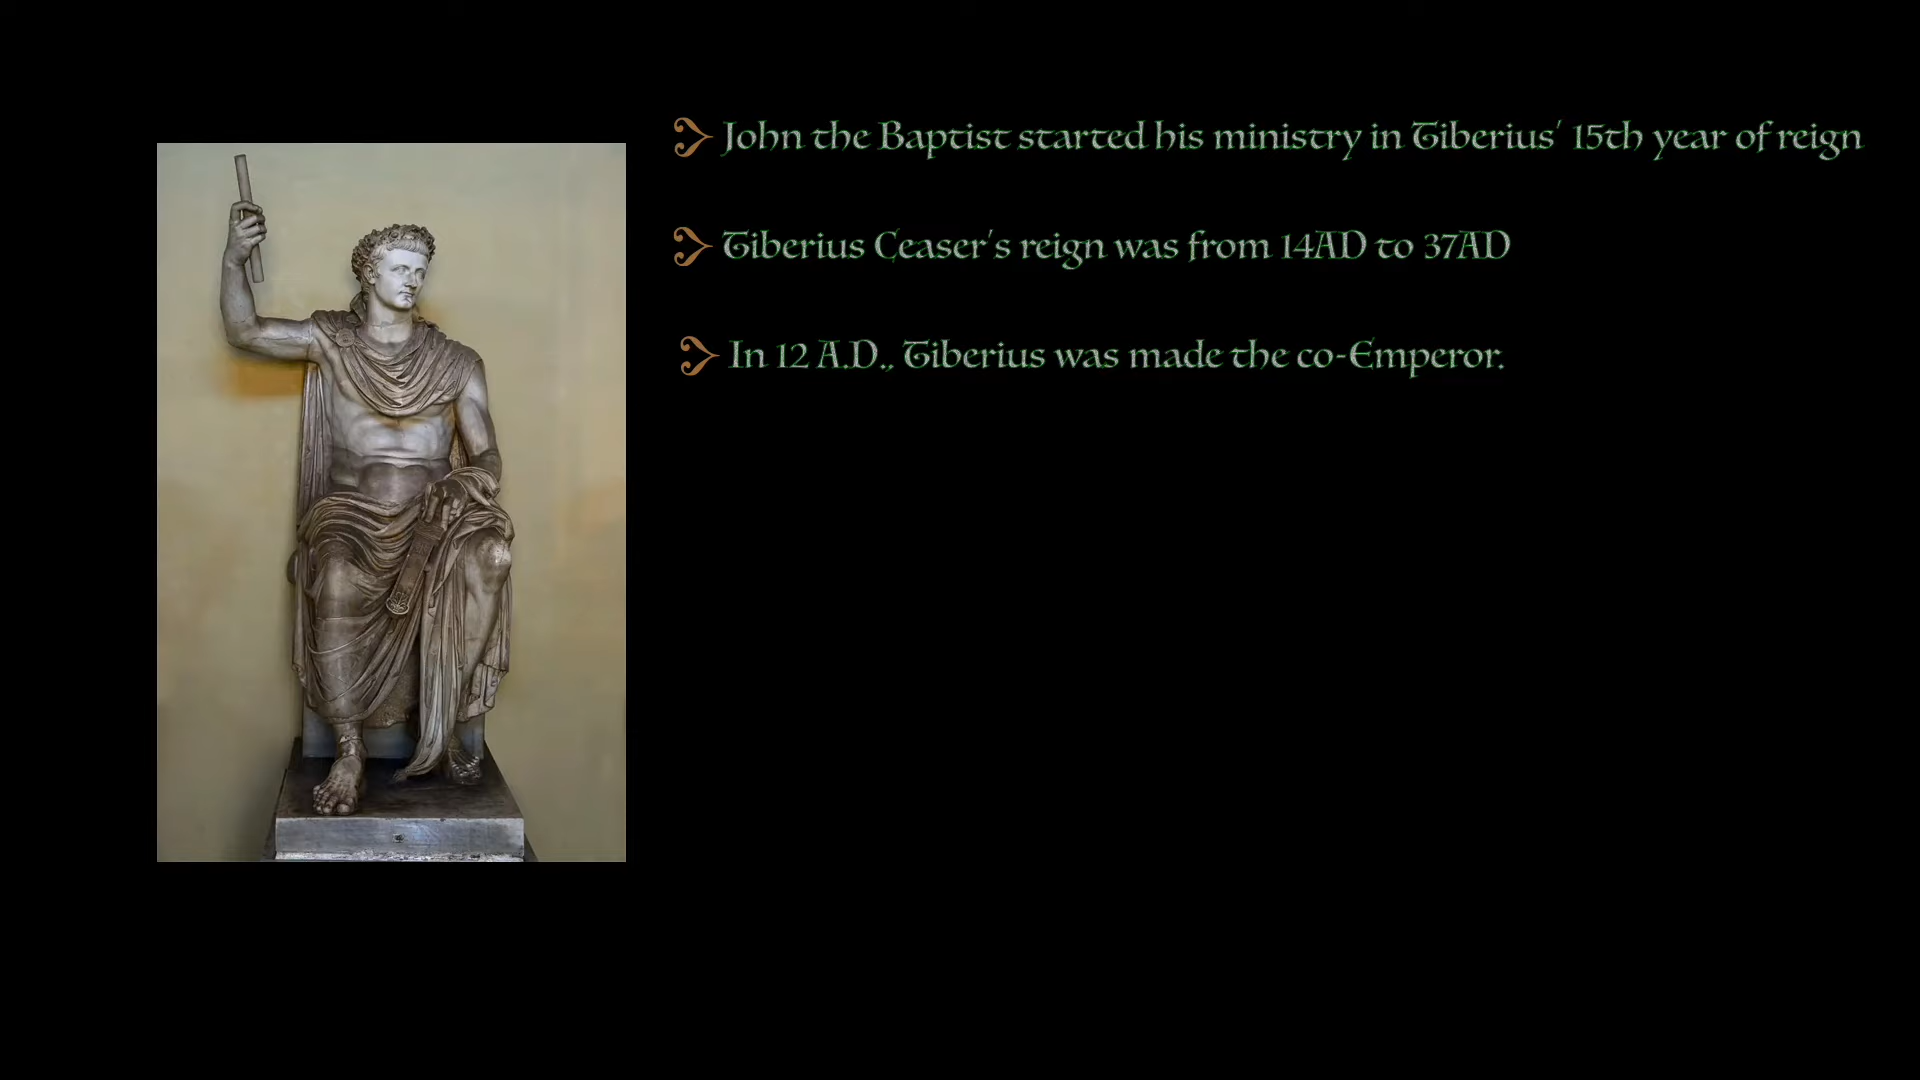 John the Baptist started his ministry in Tiberius' 15th year of reign
Tiberius Ceaser's reign was from 14AD to 37AD
In 12 A.D., Tiberius was made the co-Emperor.